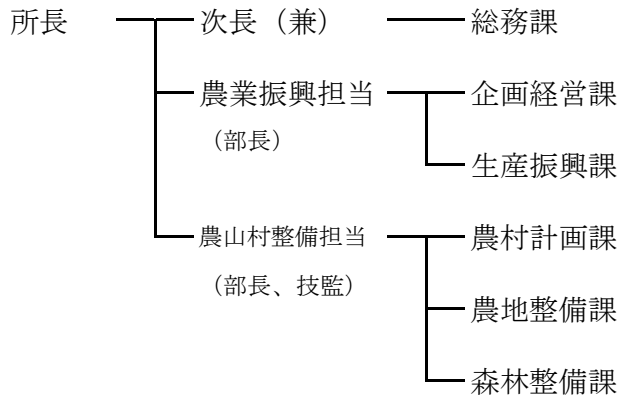 所長 次長（兼） 総務課
農業振興担当 企画経営課
（部長）
生産振興課
農山村整備担当 農村計画課
（部長、技監）
農地整備課
森林整備課